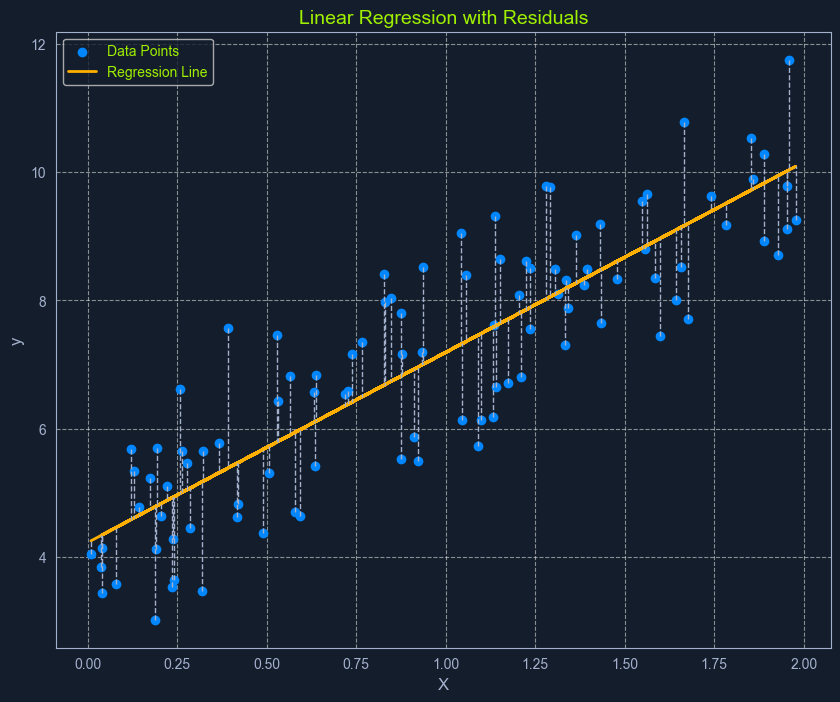 Linear Regression with Residuals
Data Points
Regression Line
12
10
8
6
4
y
0.00 0.25 0.50 0.75 1.00 1.25 1.50 1.75 2.00
X